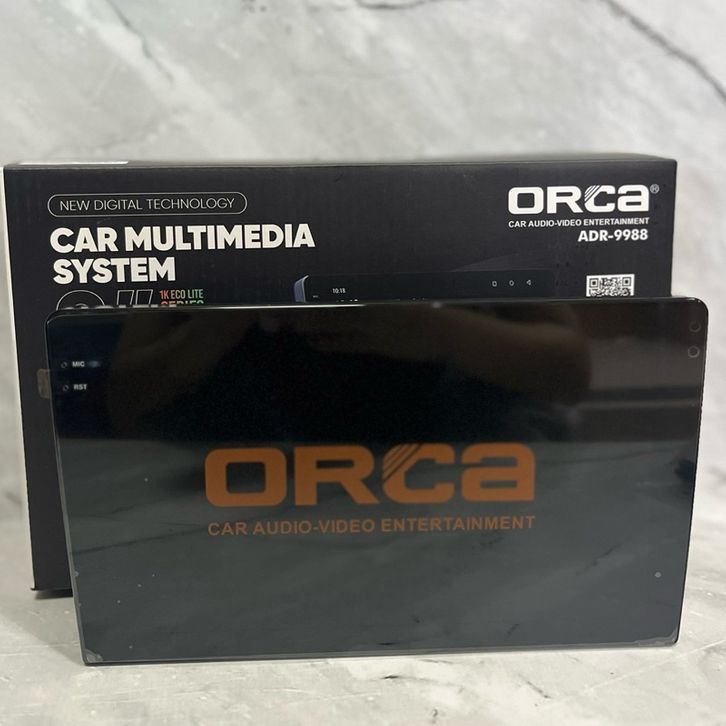 NEW DIGITAL TECHNOLOGY
CAR MULTIMEDIA
SYSTEM
1K ECO LITE
SERIES
ORCA®
CAR AUDIO-VIDEO ENTERTAINMENT
ADR-9988
10:18
MIC
RST
ORCA
CAR AUDIO-VIDEO ENTERTAINMENT